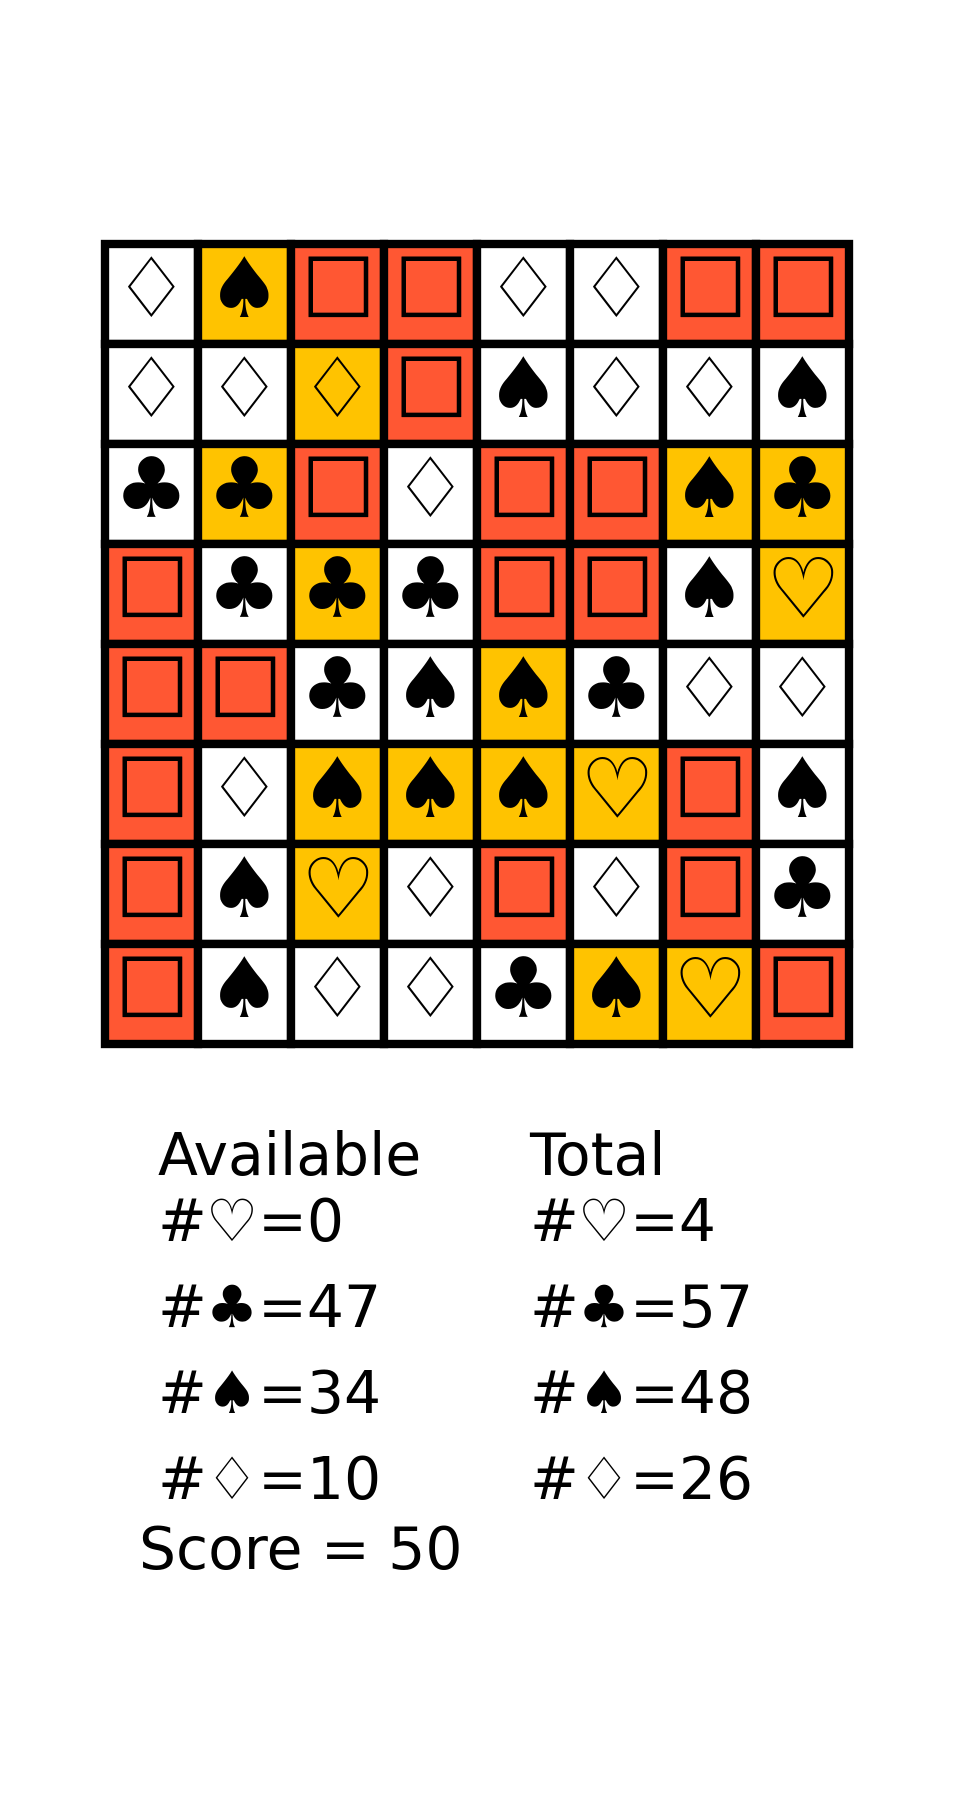 ♢ ♠ □ □ ♢ ♢ □ □
♢ ♢ ♢ □ ♠ ♢ ♢ ♠
♣ ♣ □ ♢ □ □ ♠ ♣
□ ♣ ♣ ♣ □ □ ♠ ♡
□ □ ♣ ♠ ♠ ♣ ♢ ♢
□ ♢ ♠ ♠ ♠ ♡ □ ♠
□ ♠ ♡ ♢ □ ♢ □ ♣
□ ♠ ♢ ♢ ♣ ♠ ♡ □
Available Total
#♡=0 #♡=4
#♣=47 #♣=57
#♠=34 #♠=48
#♢=10 #♢=26
Score = 50